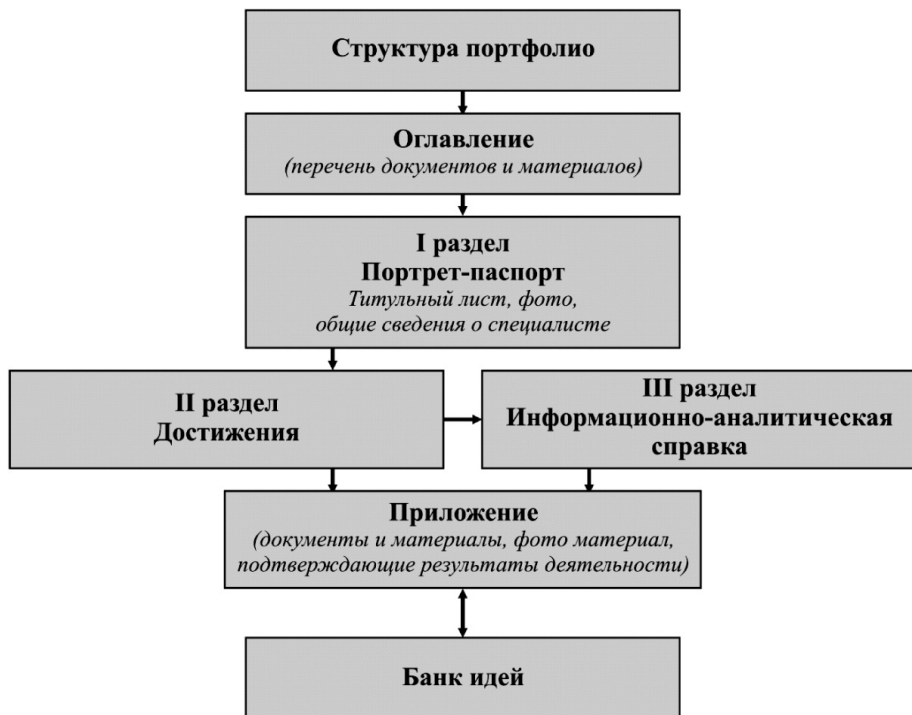 Структура портфолио
Оглавление
(перечень документов и материалов)
I раздел
Портрет-паспорт
Титульный лист, фото,
общие сведения о специалисте
II раздел
Достижения
III раздел
Информационно-аналитическая
справка
Приложение
(документы и материалы, фото материал,
подтверждающие результаты деятельности)
Банк идей